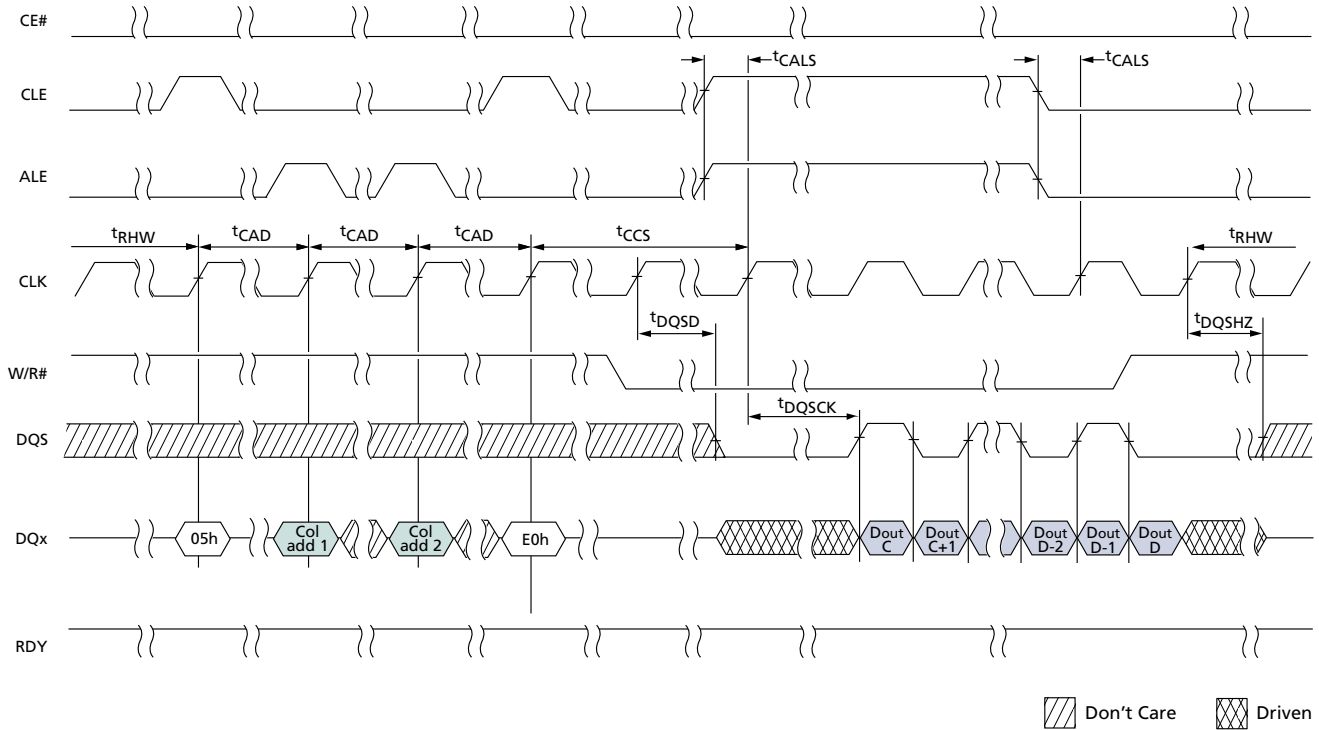 CE#
tCALS
tCALS
CLE
ALE
tRHW
tCAD
tCAD
tCAD
tCCS
tRHW
CLK
tDQSD
tDQSHZ
W/R#
tDQSCK
DQS
DQx
05h
Col
add 1
Col
add 2
E0h
Dout
C
Dout
C+1
Dout
D-2
Dout
D-1
Dout
D
RDY
Don't Care
Driven